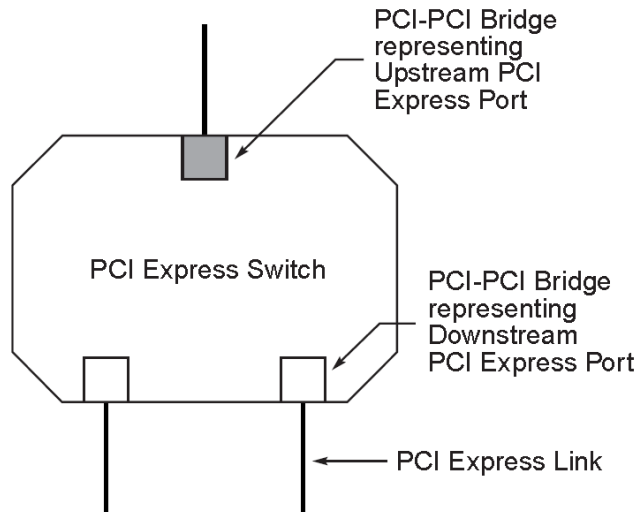 PCI-PCI Bridge
representing
Upstream PCI
Express Port
PCI Express Switch
PCI-PCI Bridge
representing
Downstream
PCI Express Port
PCI Express Link